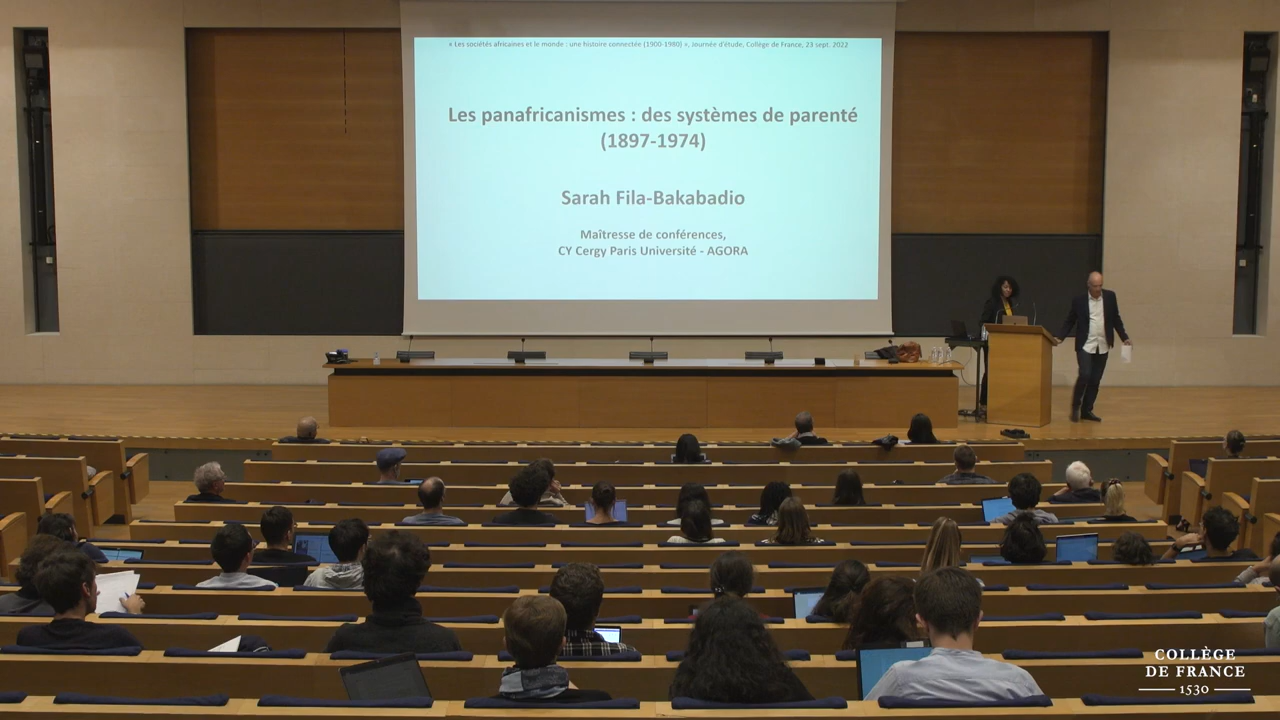 « Les sociétés africaines et le monde : une histoire connectée (1900-1980) », Journée d'étude, Collège de France, 23 sept. 2022
Les panafricanismes : des systèmes de parenté
(1897-1974)
Sarah Fila-Bakabadio
Maîtresse de conférences,
CY Cergy Paris Université - AGORA
COLLÈGE
DE FRANCE
1530